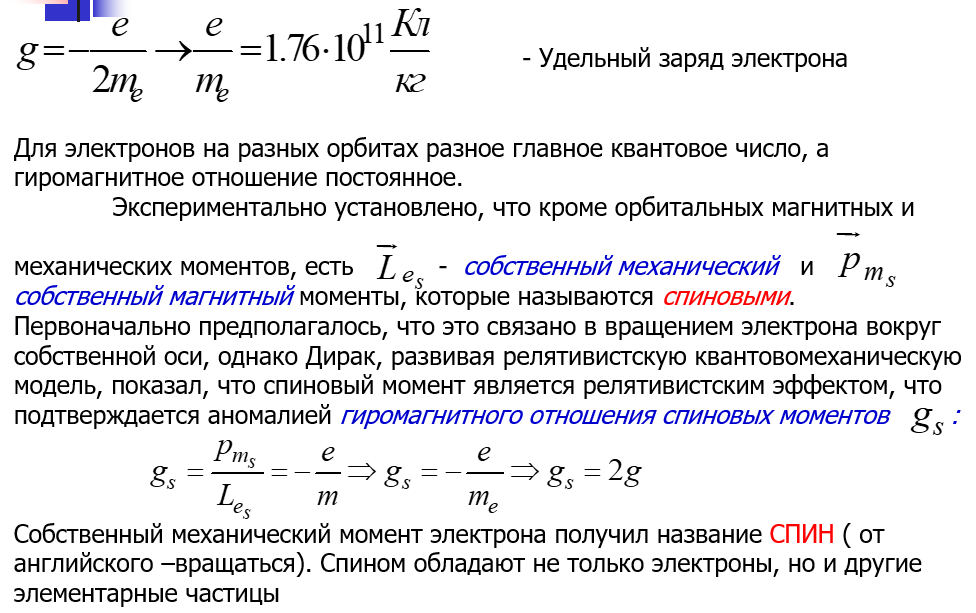 g = −e/2mₑ → e/mₑ = 1.76·10¹¹ Кл/кг - Удельный заряд электрона
Для электронов на разных орбитах разное главное квантовое число, а
гиромагнитное отношение постоянное.
Экспериментально установлено, что кроме орбитальных магнитных и
механических моментов, есть L⃗ₑₛ - собственный механический и p⃗ₘₛ
собственный магнитный моменты, которые называются спиновыми.
Первоначально предполагалось, что это связано в вращением электрона вокруг
собственной оси, однако Дирак, развивая релятивистскую квантовомеханическую
модель, показал, что спиновый момент является релятивистским эффектом, что
подтверждается аномалией гиромагнитного отношения спиновых моментов gₛ :
gₛ = pₘₛ/Lₑₛ = −e/m ⇒ gₛ = −e/mₑ ⇒ gₛ = 2g
Собственный механический момент электрона получил название СПИН ( от
английского –вращаться). Спином обладают не только электроны, но и другие
элементарные частицы